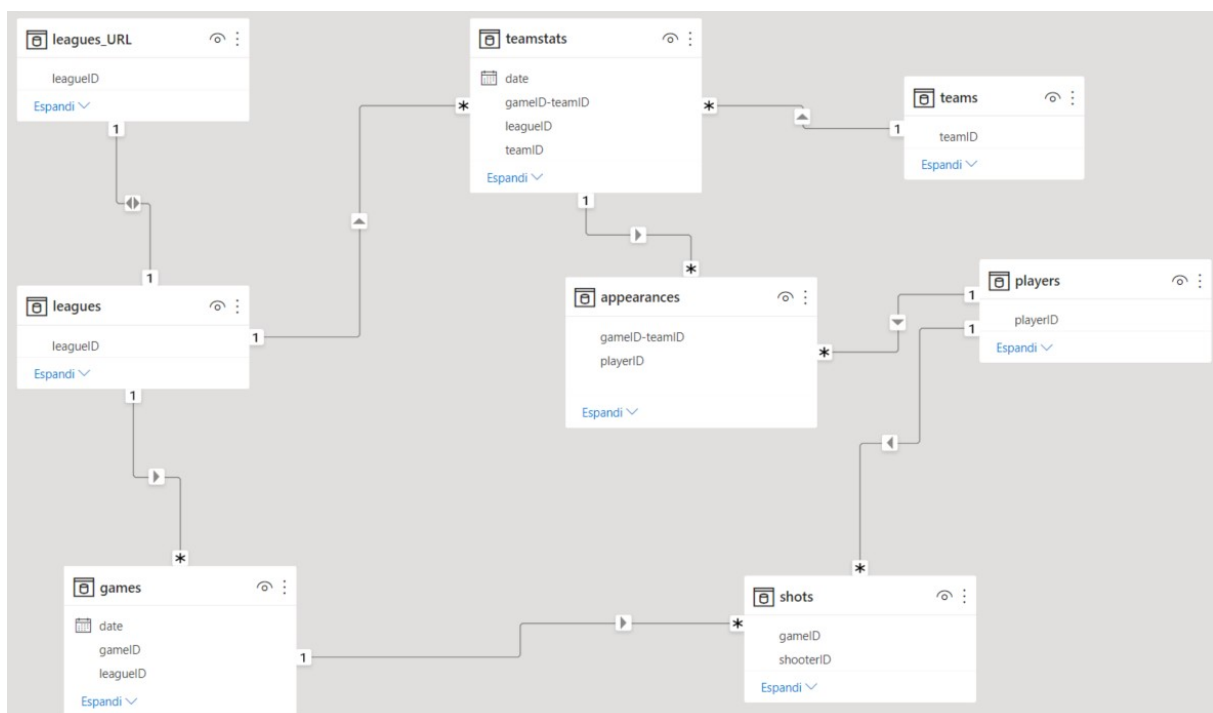 leagues_URL
leagueID
Espandi
1
1
leagues
leagueID
Espandi
1
1
*
games
date
gameID
leagueID
Espandi
1
*
teamstats
date
gameID-teamID
leagueID
teamID
Espandi
*
*
1
*
appearances
gameID-teamID
playerID
Espandi
*
teams
teamID
Espandi
1
players
playerID
Espandi
1
1
*
shots
gameID
shooterID
Espandi